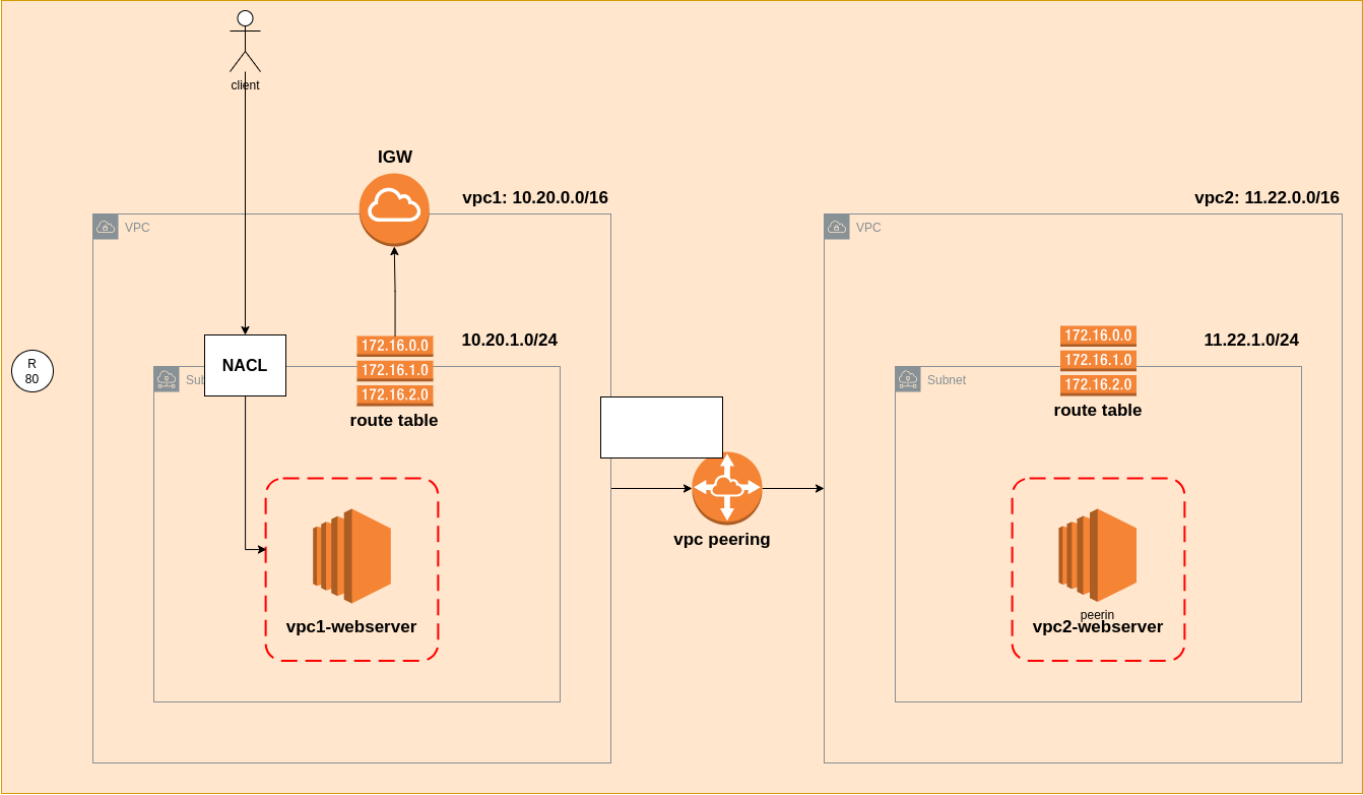 client
IGW
vpc1: 10.20.0.0/16
vpc2: 11.22.0.0/16
VPC
VPC
172.16.0.0
172.16.1.0
172.16.2.0
route table
10.20.1.0/24
172.16.0.0
172.16.1.0
172.16.2.0
route table
11.22.1.0/24
R
80
NACL
Sub
Subnet
vpc peering
vpc1-webserver
peerin
vpc2-webserver